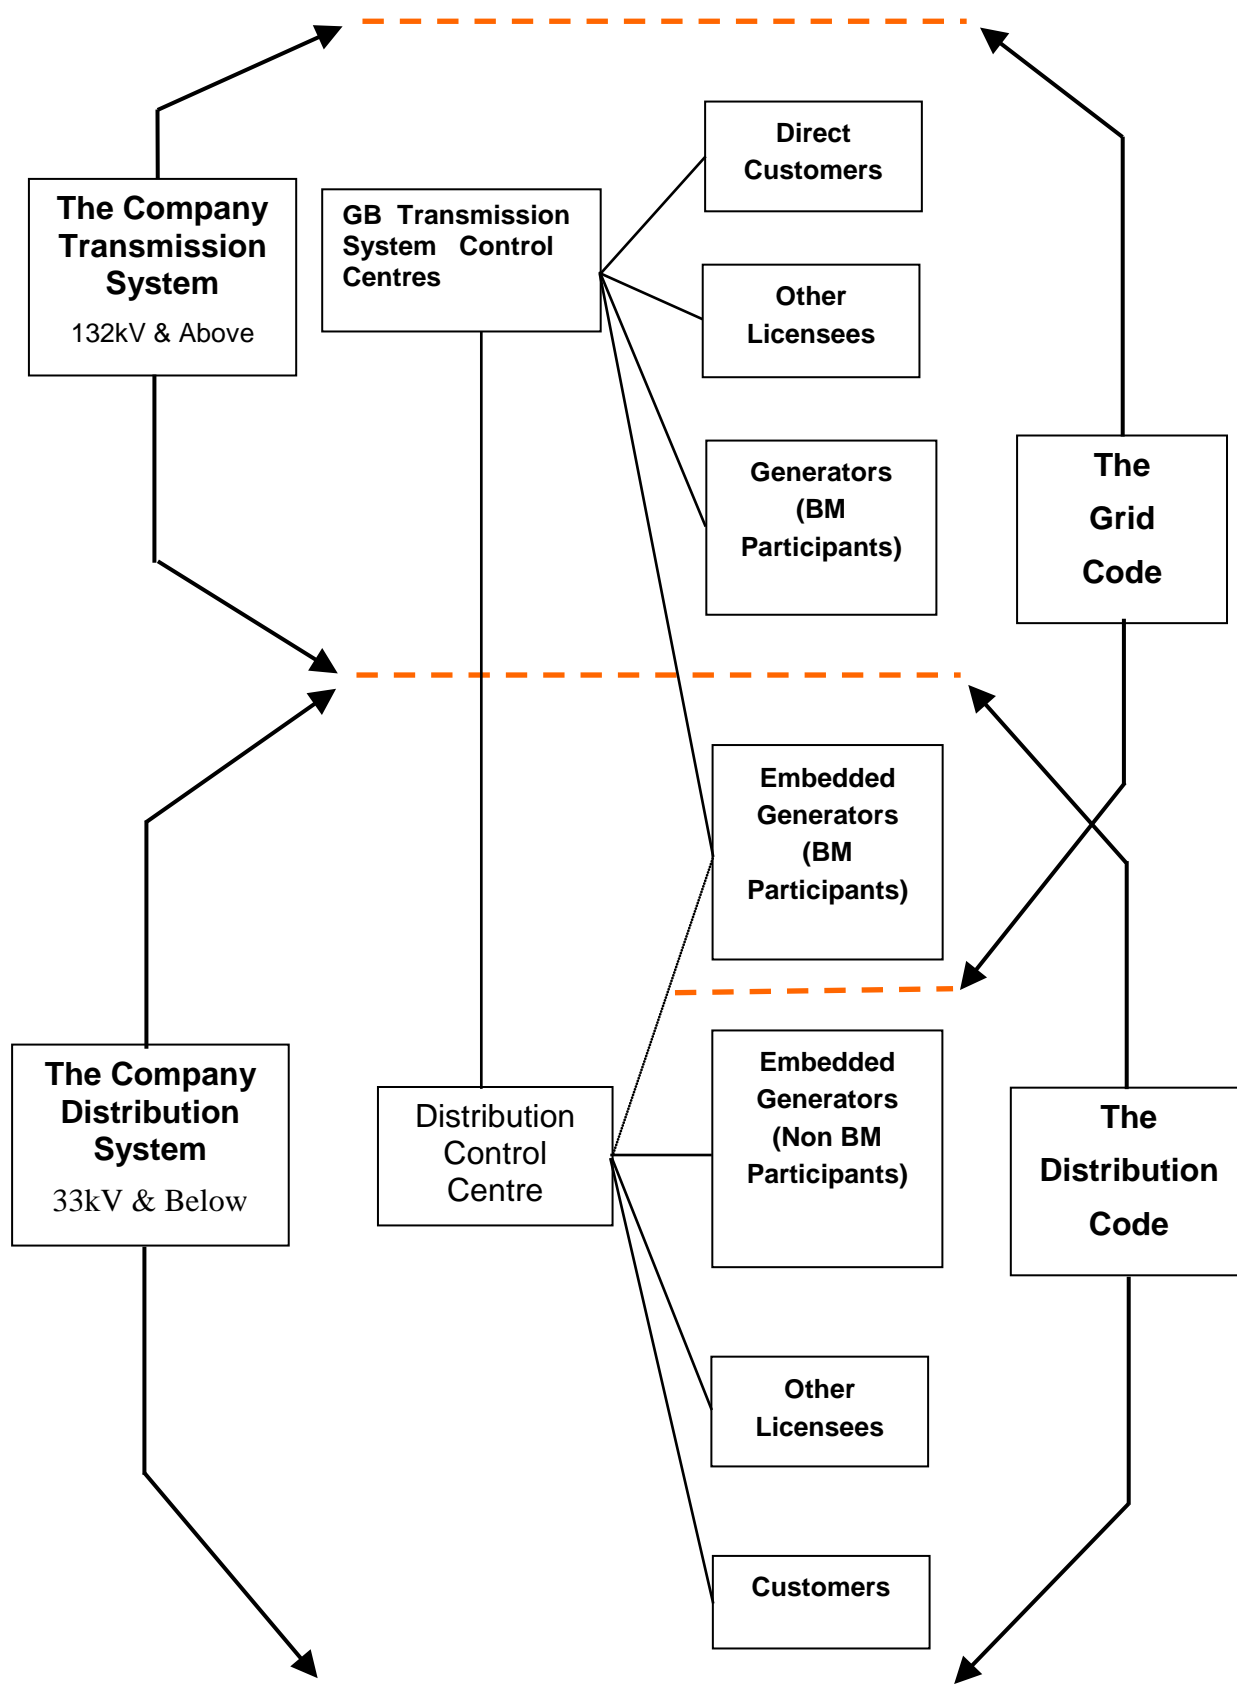 Direct
Customers
The Company
Transmission
System
132kV & Above
GB Transmission
System Control
Centres
Other
Licensees
Generators
(BM
Participants)
The
Grid
Code
Embedded
Generators
(BM
Participants)
The Company
Distribution
System
33kV & Below
Distribution
Control
Centre
Embedded
Generators
(Non BM
Participants)
The
Distribution
Code
Other
Licensees
Customers